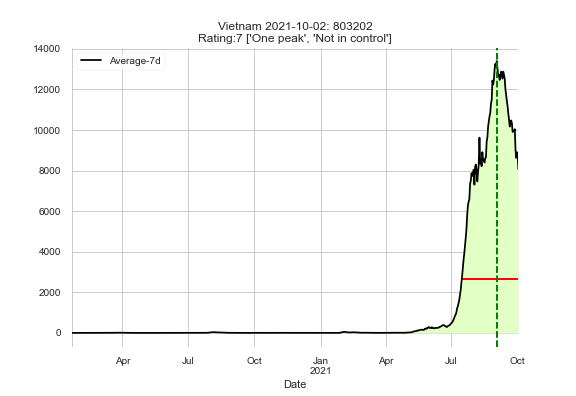 Vietnam 2021-10-02: 803202
Rating:7 ['One peak', 'Not in control']
Average-7d
14000
12000
10000
8000
6000
4000
2000
0
Apr Jul Oct Jan Apr Jul Oct
2021
Date